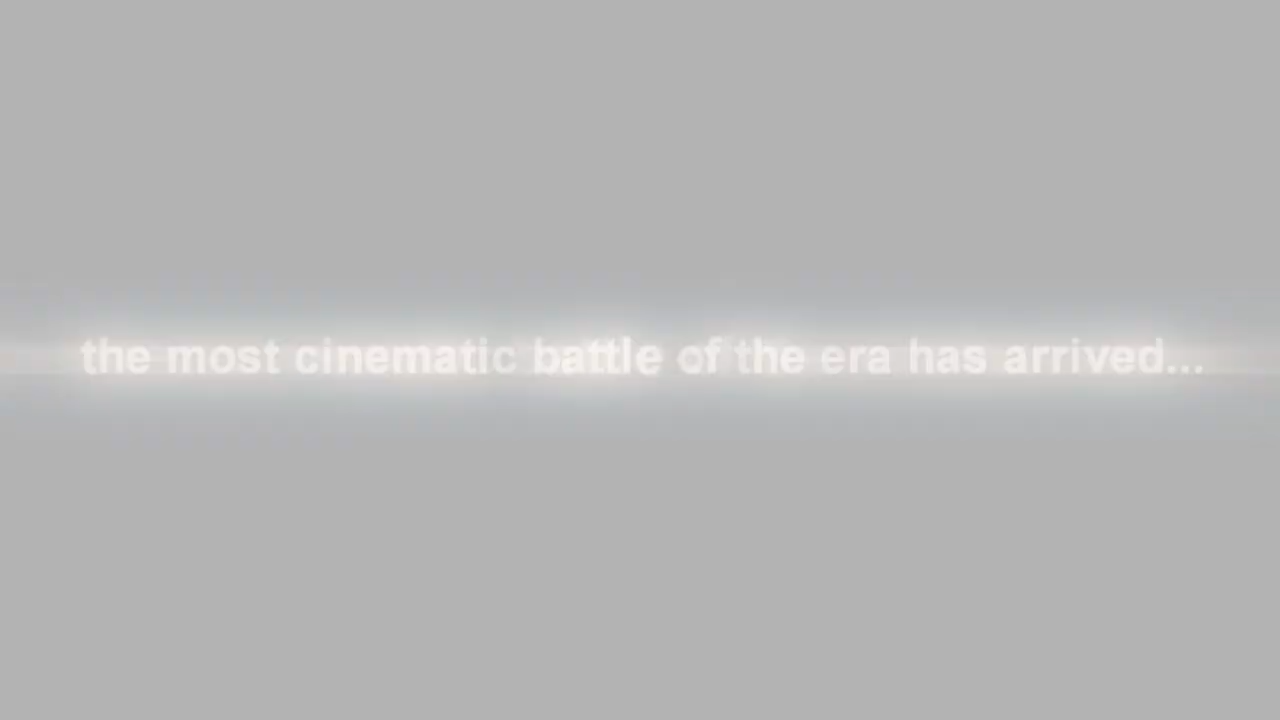 the most cinematic battle of the era has arrived...